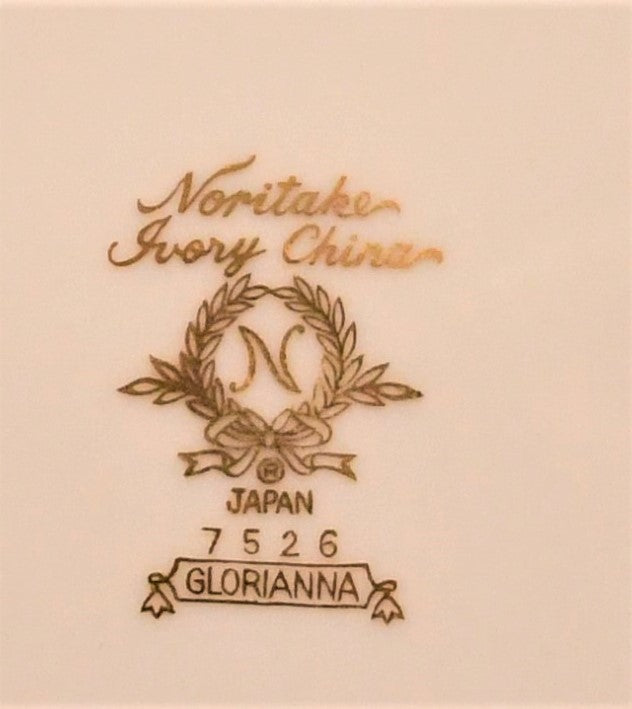 Noritake
Ivory China
N
®
JAPAN
7526
GLORIANNA